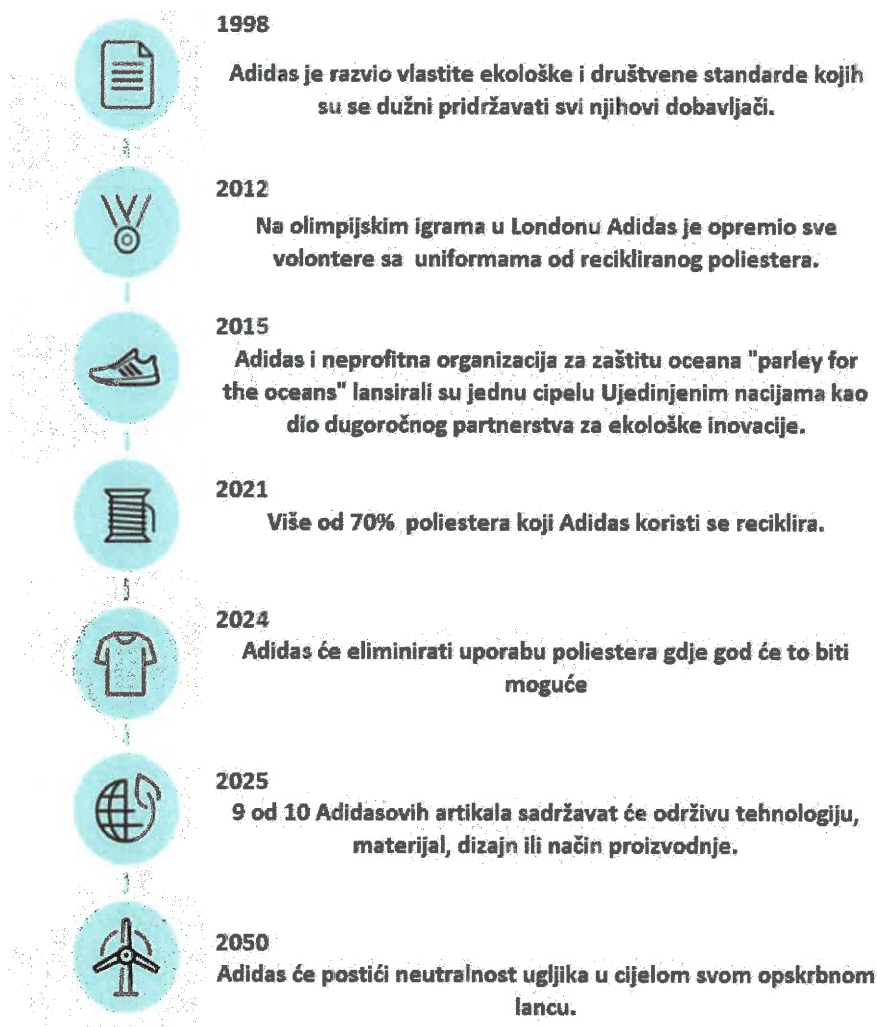 1998
Adidas je razvio vlastite ekološke i društvene standarde kojih
su se dužni pridržavati svi njihovi dobavljači.
2012
Na olimpijskim igrama u Londonu Adidas je opremio sve
volontere sa uniformama od recikliranog poliestera.
2015
Adidas i neprofitna organizacija za zaštitu oceana "parley for
the oceans" lansirali su jednu cipelu Ujedinjenim nacijama kao
dio dugoročnog partnerstva za ekološke inovacije.
2021
Više od 70% poliestera koji Adidas koristi se reciklira.
2024
Adidas će eliminirati uporabu poliestera gdje god će to biti
moguće
2025
9 od 10 Adidasovih artikala sadržavat će održivu tehnologiju,
materijal, dizajn ili način proizvodnje.
2050
Adidas će postići neutralnost ugljika u cijelom svom opskrbnom
lancu.